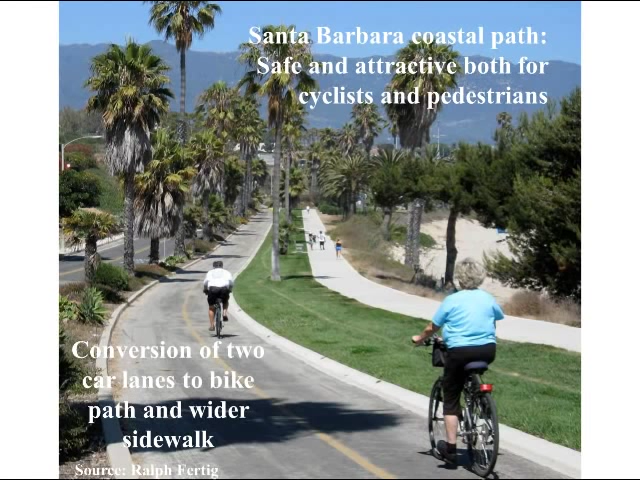 Santa Barbara coastal path:
Safe and attractive both for
cyclists and pedestrians
Conversion of two
car lanes to bike
path and wider
sidewalk
Source: Ralph Fertig